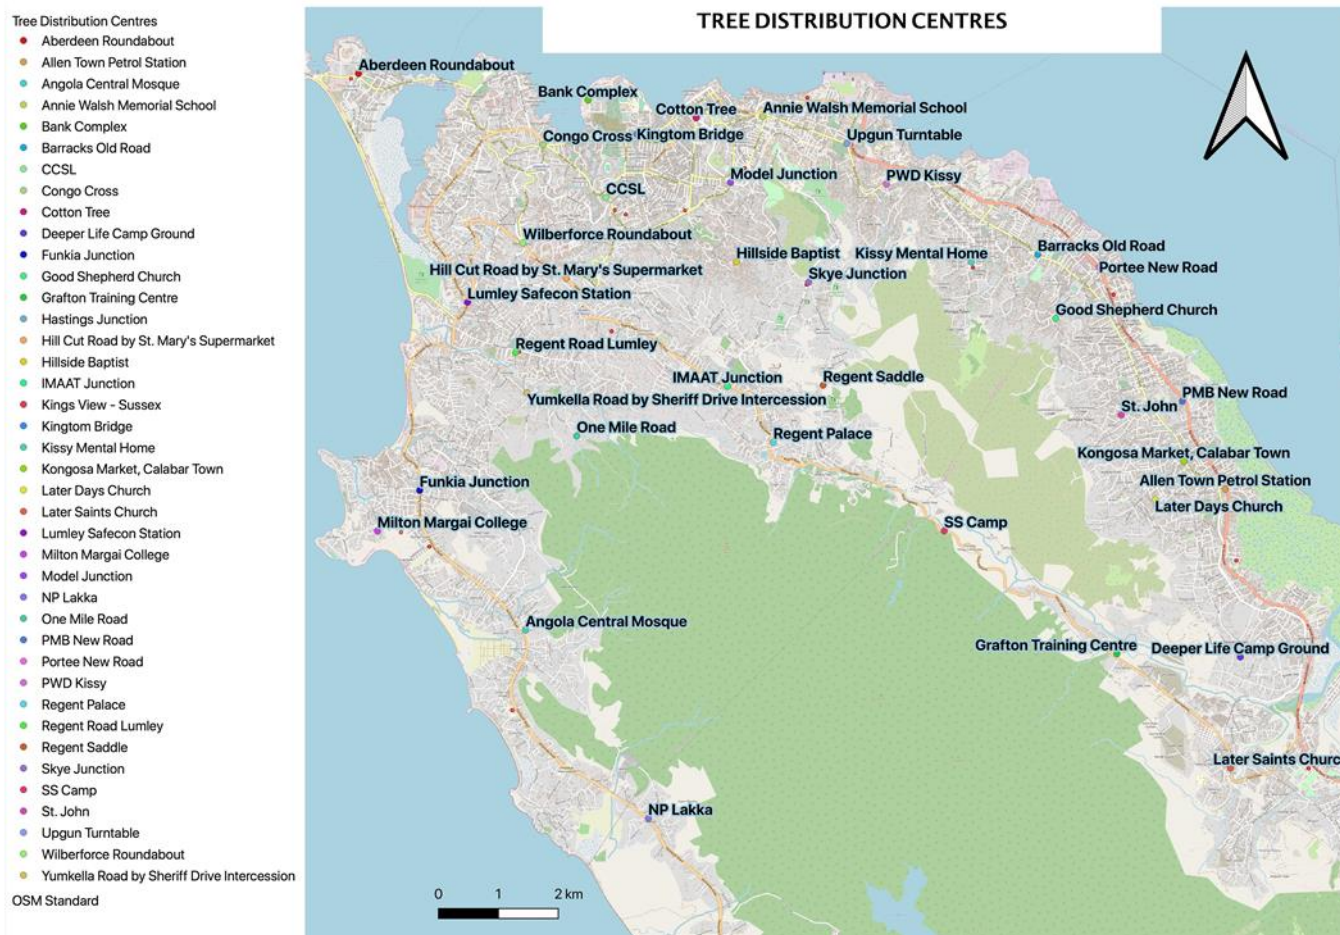 TREE DISTRIBUTION CENTRES
Tree Distribution Centres
Aberdeen Roundabout
Allen Town Petrol Station
Angola Central Mosque
Annie Walsh Memorial School
Bank Complex
Barracks Old Road
CCSL
Congo Cross
Cotton Tree
Deeper Life Camp Ground
Funkia Junction
Good Shepherd Church
Grafton Training Centre
Hastings Junction
Hill Cut Road by St. Mary's Supermarket
Hillside Baptist
IMAAT Junction
Kings View - Sussex
Kingtom Bridge
Kissy Mental Home
Kongosa Market, Calabar Town
Later Days Church
Later Saints Church
Lumley Safecon Station
Milton Margai College
Model Junction
NP Lakka
One Mile Road
PMB New Road
Portee New Road
PWD Kissy
Regent Palace
Regent Road Lumley
Regent Saddle
Skye Junction
SS Camp
St. John
Upgun Turntable
Wilberforce Roundabout
Yumkella Road by Sheriff Drive Intercession
OSM Standard
Aberdeen Roundabout
Bank Complex
Cotton Tree
Annie Walsh Memorial School
Congo Cross
Kingtom Bridge
Upgun Turntable
Model Junction
PWD Kissy
CCSL
Wilberforce Roundabout
Barracks Old Road
Hillside Baptist
Kissy Mental Home
Portee New Road
Hill Cut Road by St. Mary's Supermarket
Skye Junction
Lumley Safecon Station
Good Shepherd Church
Regent Road Lumley
IMAAT Junction
Regent Saddle
Yumkella Road by Sheriff Drive Intercession
PMB New Road
St. John
One Mile Road
Regent Palace
Kongosa Market, Calabar Town
Funkia Junction
Allen Town Petrol Station
Later Days Church
Milton Margai College
SS Camp
Angola Central Mosque
Grafton Training Centre
Deeper Life Camp Ground
Later Saints Churc
NP Lakka
0 1 2 km